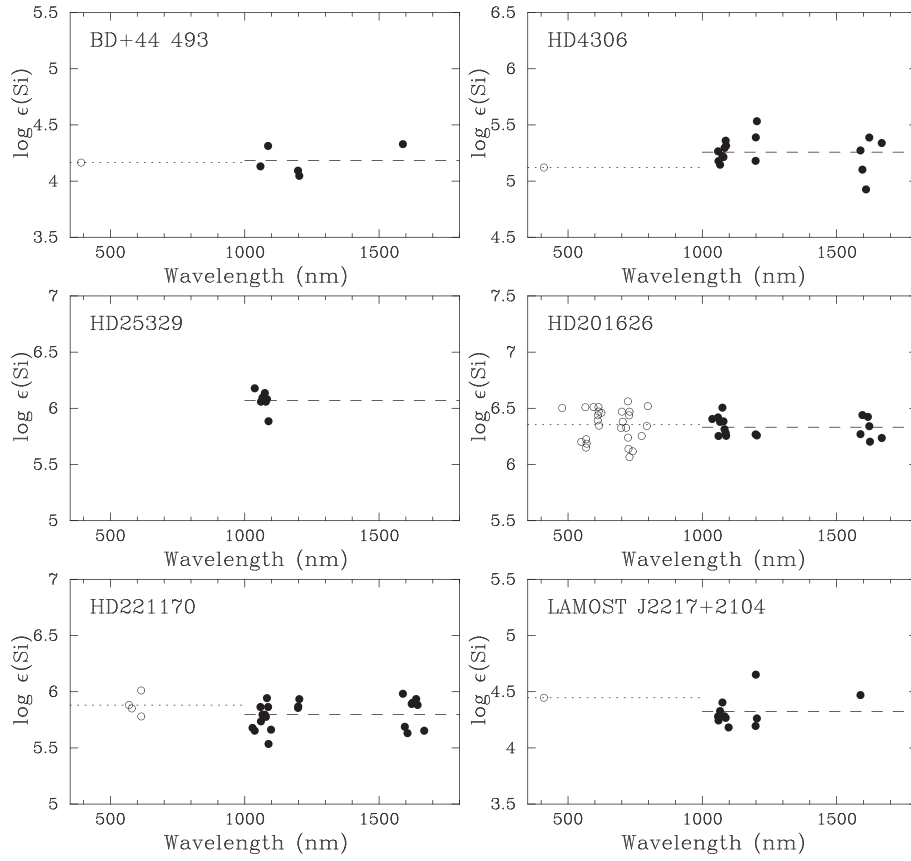 BD+44 493
5.5
5
4.5
4
3.5
log ϵ(Si)
500 1000 1500
Wavelength (nm)
HD4306
6.5
6
5.5
5
4.5
log ϵ(Si)
500 1000 1500
Wavelength (nm)
HD25329
7
6.5
6
5.5
5
log ϵ(Si)
500 1000 1500
Wavelength (nm)
HD201626
7.5
7
6.5
6
5.5
log ϵ(Si)
500 1000 1500
Wavelength (nm)
HD221170
7
6.5
6
5.5
5
log ϵ(Si)
500 1000 1500
Wavelength (nm)
LAMOST J2217+2104
5.5
5
4.5
4
3.5
log ϵ(Si)
500 1000 1500
Wavelength (nm)